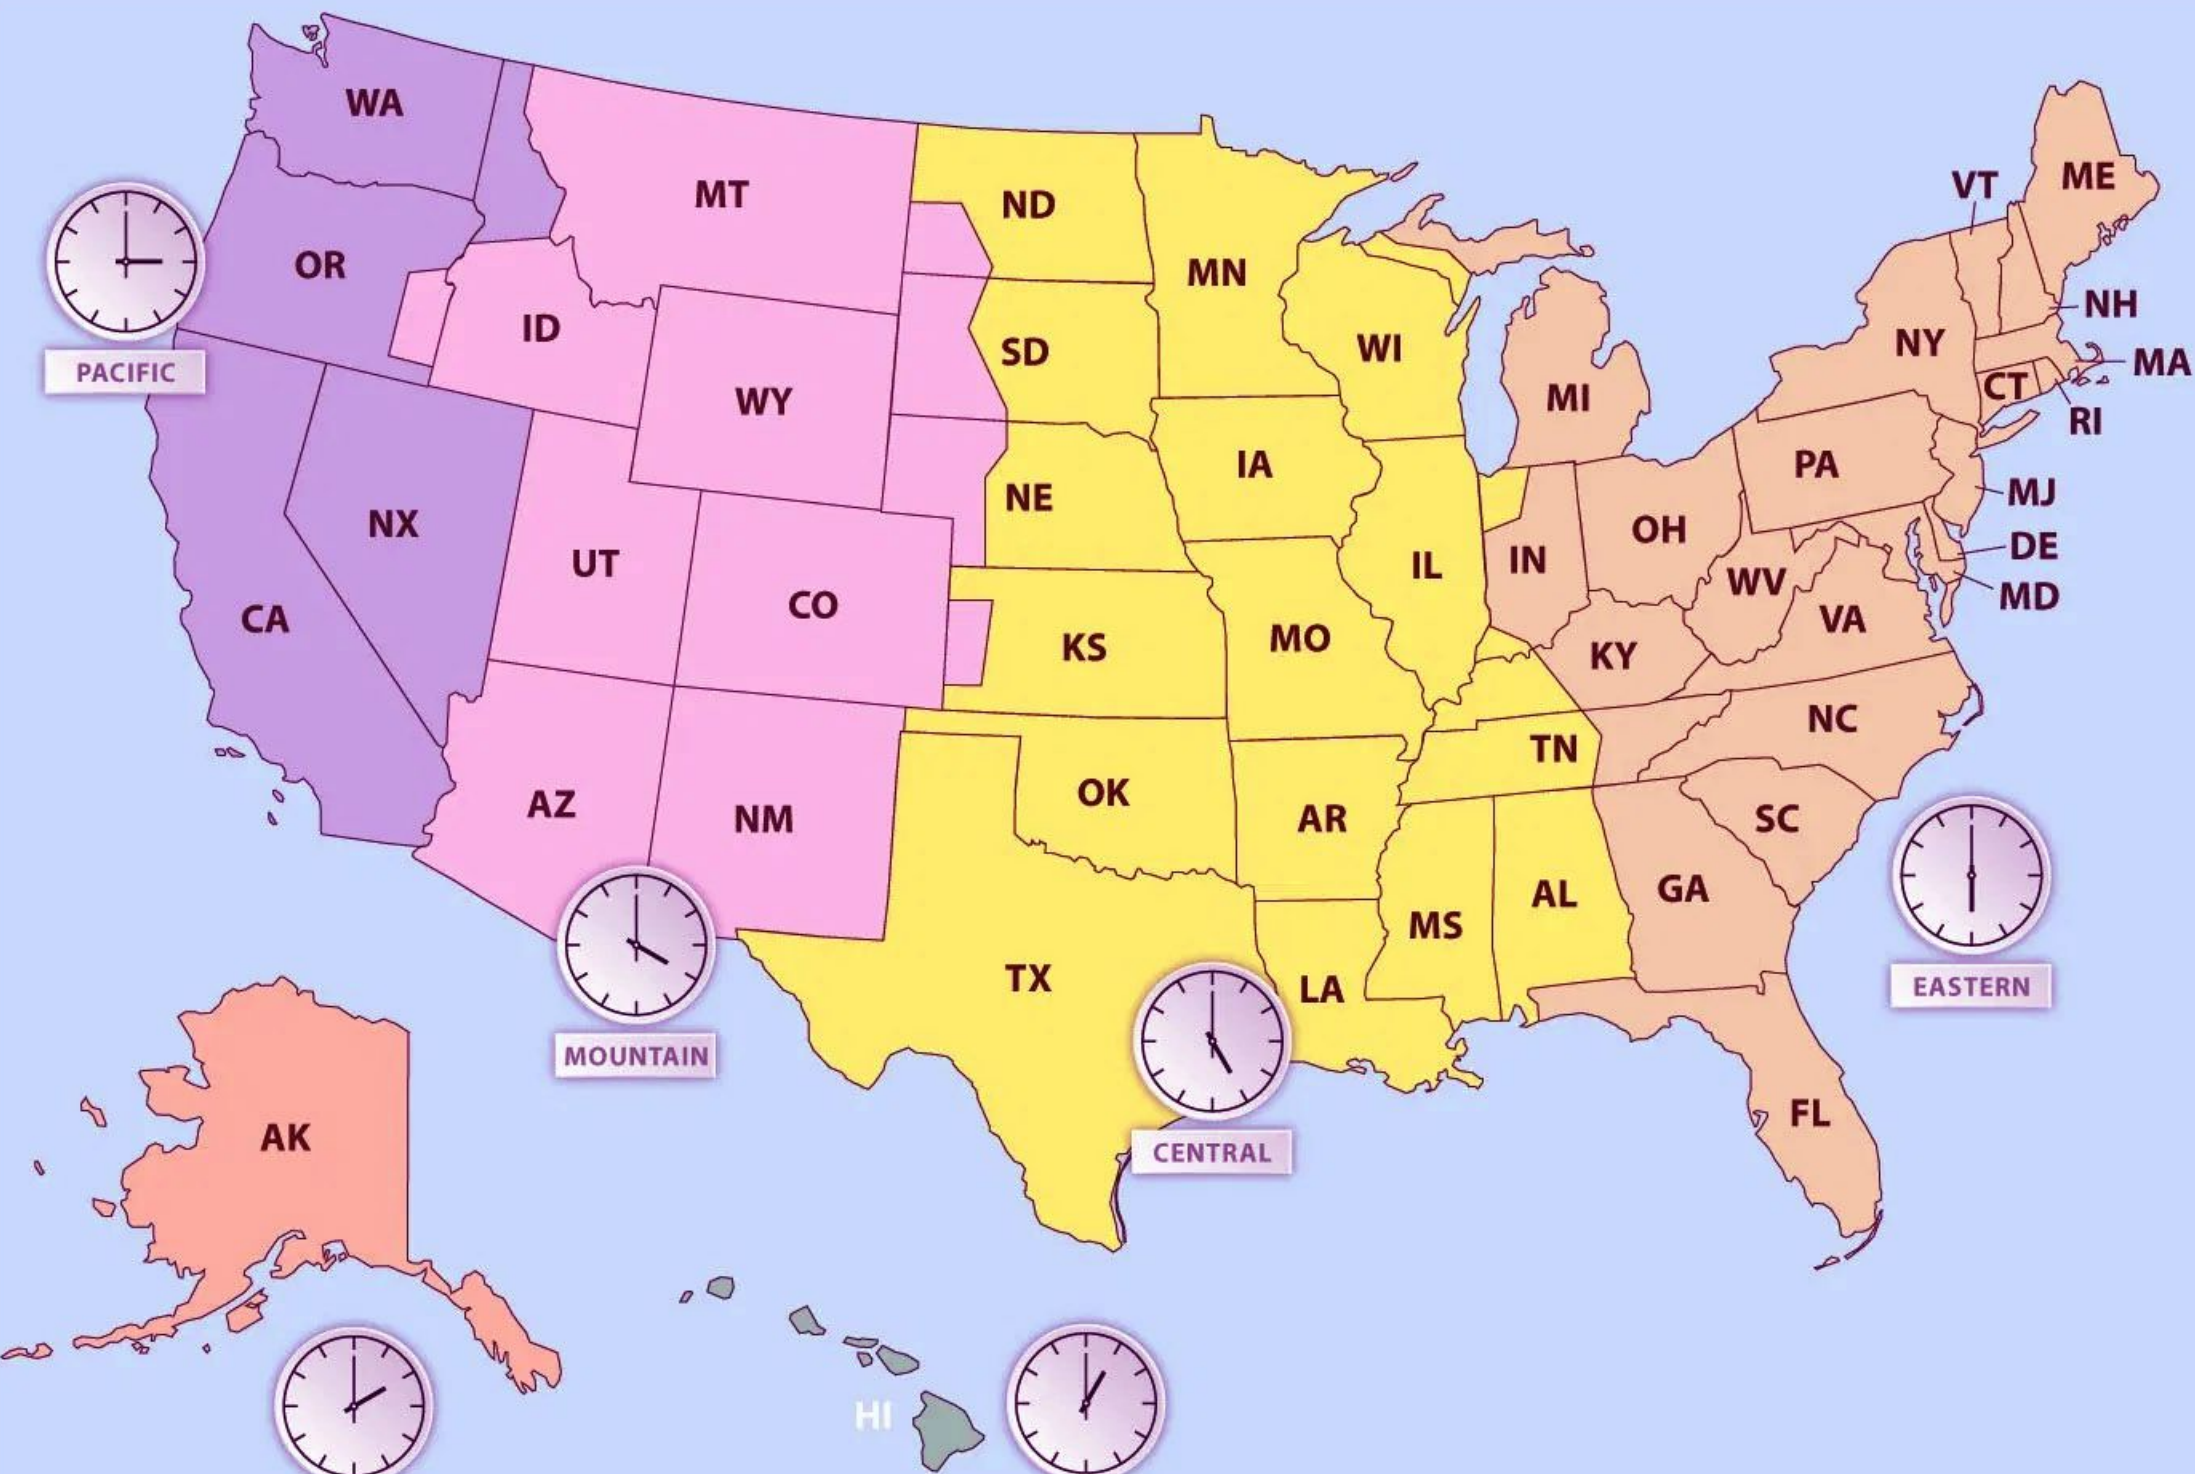 WA
MT
ND
MN
VT
ME
OR
ID
SD
WI
NH
NY
MA
WY
MI
CT
RI
NX
IA
PA
NE
MJ
UT
CO
IL
IN
OH
WV
DE
MD
CA
KS
MO
KY
VA
NC
TN
AZ
NM
OK
AR
SC
MS
AL
GA
TX
LA
FL
AK
HI
PACIFIC
MOUNTAIN
CENTRAL
EASTERN